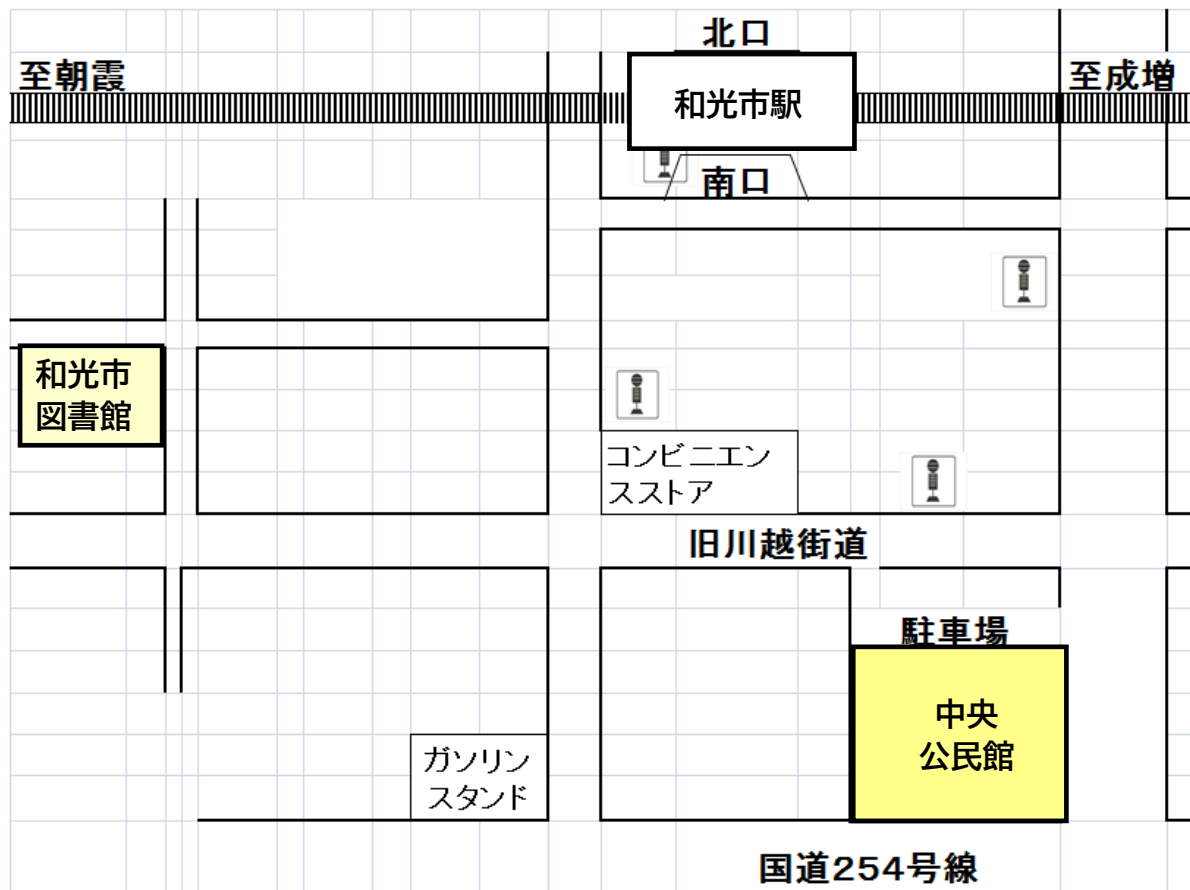 北口
至朝霞
至成増
和光市駅
南口
和光市
図書館
コンビニエン
スストア
旧川越街道
駐車場
中央
公民館
ガソリン
スタンド
国道254号線